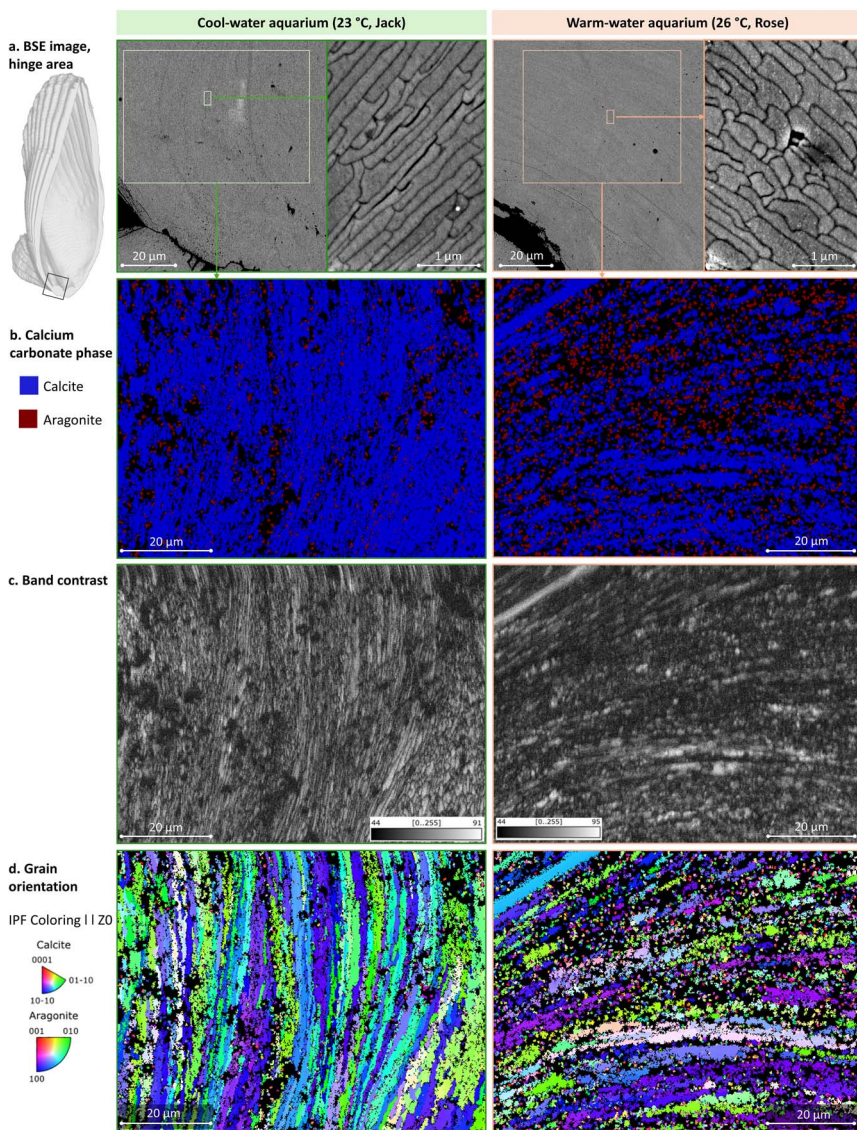 Cool-water aquarium (23 °C, Jack)
Warm-water aquarium (26 °C, Rose)
a. BSE image,
hinge area
20 µm
1 µm
20 µm
1 µm
b. Calcium
carbonate phase
Calcite
Aragonite
20 µm
20 µm
c. Band contrast
20 µm
44 [0..255] 91
44 [0..255] 95
20 µm
d. Grain
orientation
IPF Coloring l l Z0
Calcite
0001
01-10
10-10
Aragonite
001 010
100
20 µm
20 µm